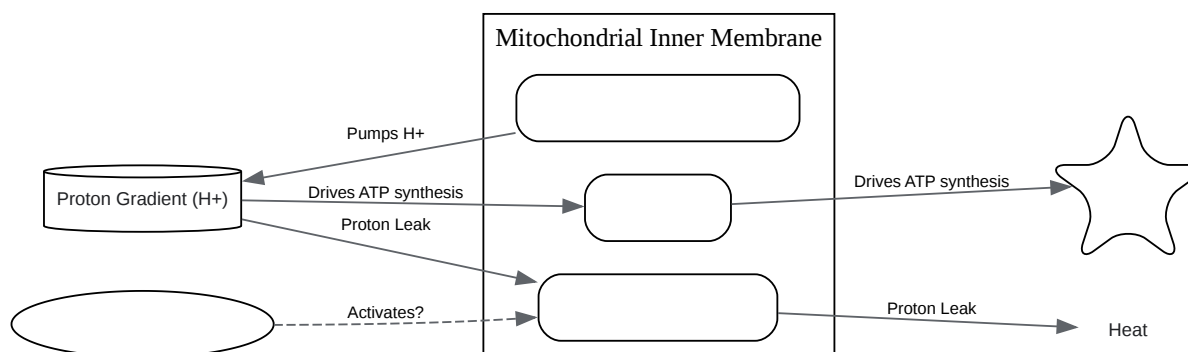 Mitochondrial Inner Membrane
Pumps H+
Proton Gradient (H+)
Drives ATP synthesis
Drives ATP synthesis
Proton Leak
Activates?
Proton Leak
Heat